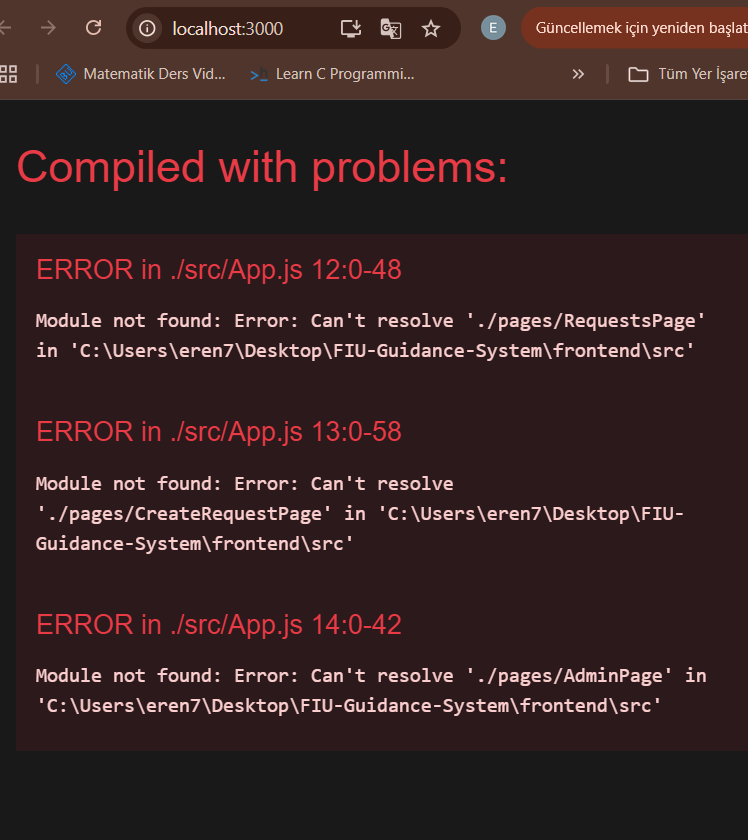 localhost:3000
E
Güncellemek için yeniden başlat
Matematik Ders Vid...
>_ Learn C Programmi...
»
Tüm Yer İşare
Compiled with problems:
ERROR in ./src/App.js 12:0-48
Module not found: Error: Can't resolve './pages/RequestsPage'
in 'C:\Users\eren7\Desktop\FIU-Guidance-System\frontend\src'
ERROR in ./src/App.js 13:0-58
Module not found: Error: Can't resolve
'./pages/CreateRequestPage' in 'C:\Users\eren7\Desktop\FIU-
Guidance-System\frontend\src'
ERROR in ./src/App.js 14:0-42
Module not found: Error: Can't resolve './pages/AdminPage' in
'C:\Users\eren7\Desktop\FIU-Guidance-System\frontend\src'